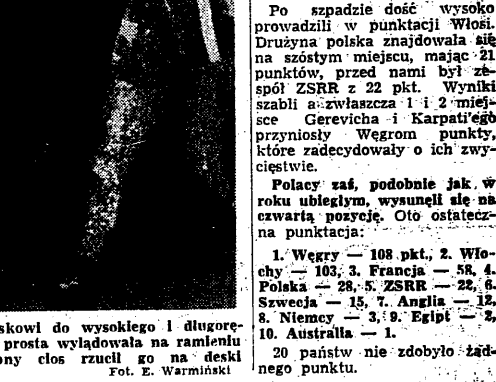 Po szpadzie dość wysoko
prowadzili w punktacji Włosi.
Drużyna polska znajdowała się
na szóstym miejscu, mając 21
punktów, przed nami był ze-
spół ZSRR z 22 pkt. Wyniki
szabli a zwłaszcza 1 i 2 miej-
sce Gerevicha i Karpati'ego
przyniosły Węgrom punkty,
które zadecydowały o ich zwy-
cięstwie.
Polacy zaś, podobnie jak w
roku ubiegłym, wysunęli się na
czwartą pozycję. Oto ostatecz-
na punktacja:
1. Węgry — 108 pkt., 2. Wło-
chy — 103, 3. Francja — 58, 4.
Polska — 28, 5. ZSRR — 22, 6.
Szwecja — 15, 7. Anglia — 12,
8. Niemcy — 3, 9. Egipt — 2,
10. Australia — 1.
20 państw nie zdobyło żad-
nego punktu.
skowi do wysokiego i długorę-
prosta wylądowała na ramieniu
ony cios rzucił go na deski
Fot. E. Warmiński